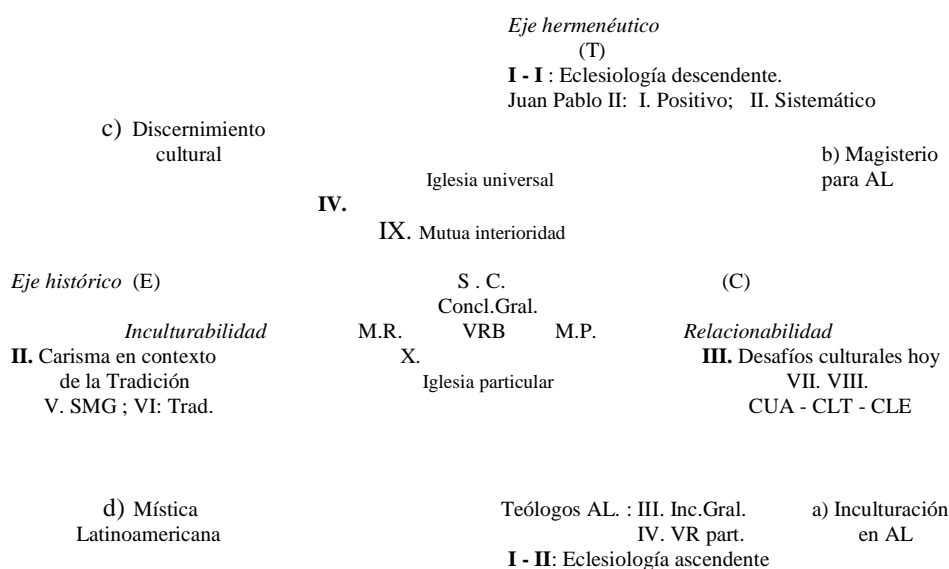 Eje hermenéutico
(T)
I - I : Eclesiología descendente.
Juan Pablo II: I. Positivo; II. Sistemático
c) Discernimiento
cultural
b) Magisterio
para AL
Iglesia universal
IV.
IX. Mutua interioridad
Eje histórico (E) S . C. (C)
Concl.Gral.
Inculturabilidad M.R. VRB M.P. Relacionabilidad
II. Carisma en contexto X. III. Desafíos culturales hoy
de la Tradición Iglesia particular VII. VIII.
V. SMG ; VI: Trad. CUA - CLT - CLE
d) Mística Teólogos AL. : III. Inc.Gral. a) Inculturación
Latinoamericana IV. VR part. en AL
I - II: Eclesiología ascendente